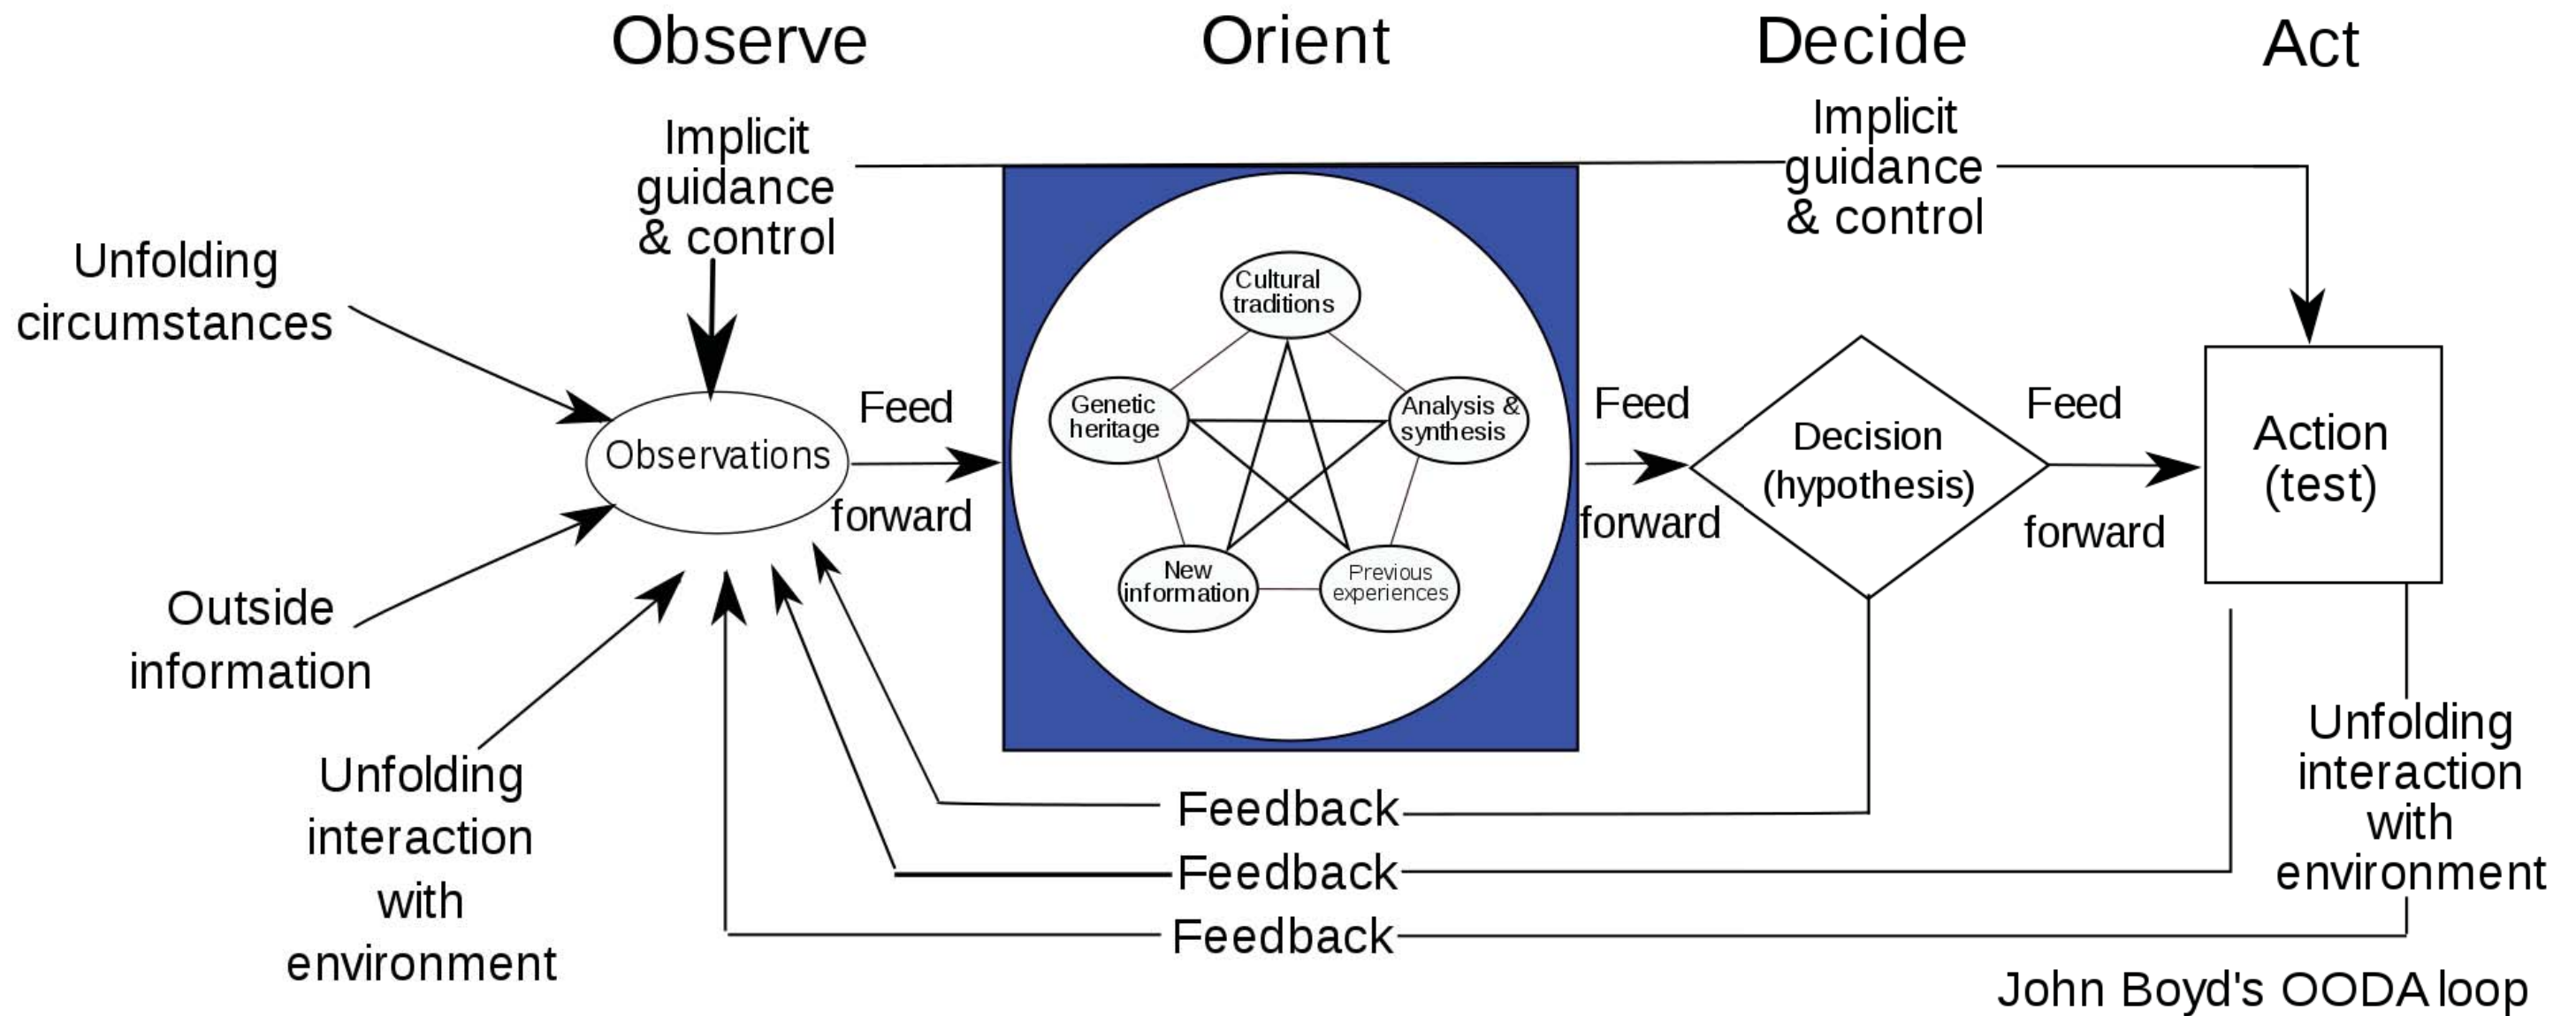 Observe
Orient
Decide
Act
Implicit
guidance
& control
Implicit
guidance
& control
Unfolding
circumstances
Observations
Outside
information
Unfolding
interaction
with
environment
Feed
forward
Cultural
traditions
Genetic
heritage
Analysis &
synthesis
New
information
Previous
experiences
Feed
forward
Decision
(hypothesis)
Feed
forward
Action
(test)
Unfolding
interaction
with
environment
Feedback
Feedback
Feedback
John Boyd's OODA loop